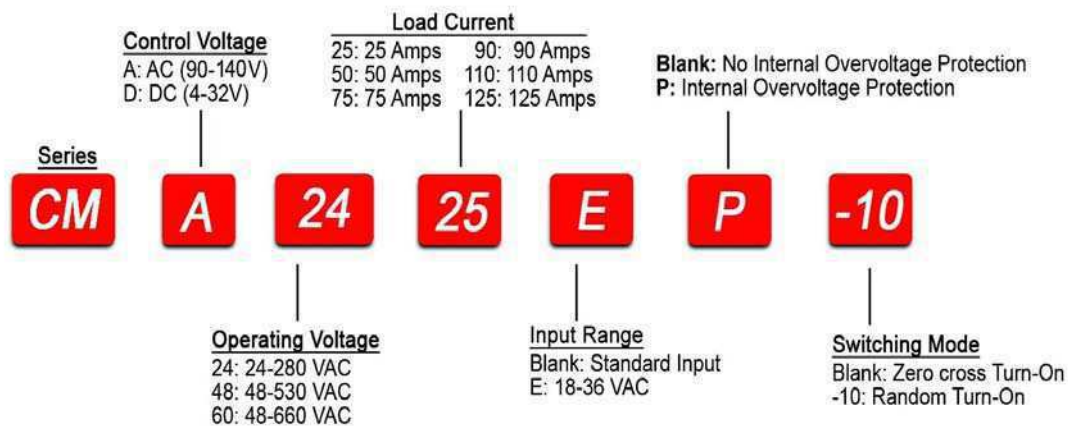 Load Current
25: 25 Amps 90: 90 Amps
50: 50 Amps 110: 110 Amps
75: 75 Amps 125: 125 Amps
Control Voltage
A: AC (90-140V)
D: DC (4-32V)
Blank: No Internal Overvoltage Protection
P: Internal Overvoltage Protection
Series
CM A 24 25 E P -10
Operating Voltage
24: 24-280 VAC
48: 48-530 VAC
60: 48-660 VAC
Input Range
Blank: Standard Input
E: 18-36 VAC
Switching Mode
Blank: Zero cross Turn-On
-10: Random Turn-On